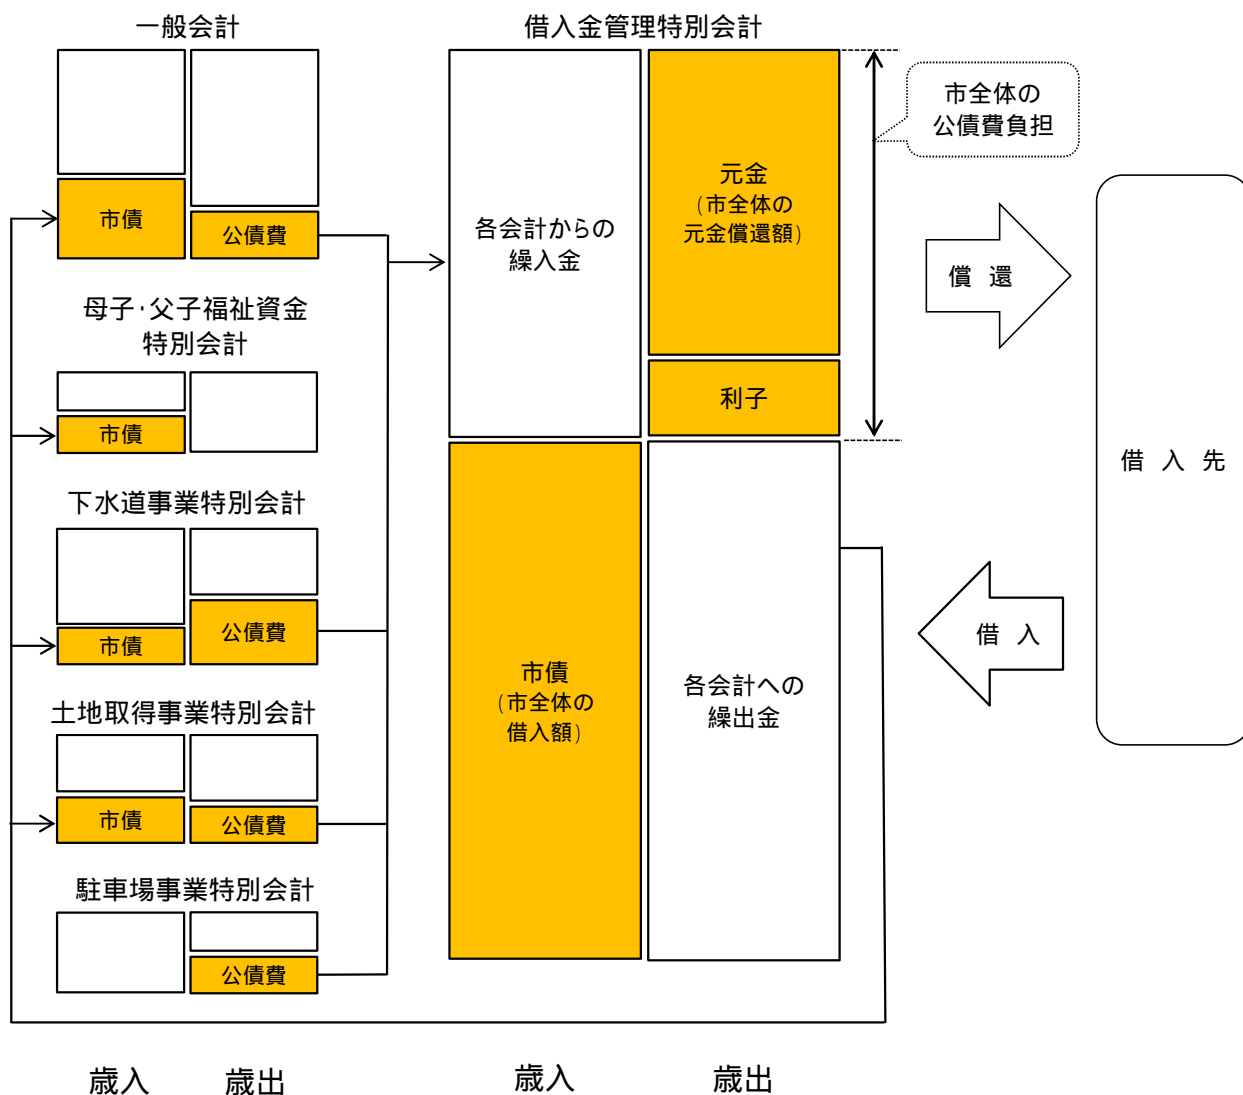 一般会計
市債
公債費
母子・父子福祉資金
特別会計
市債
下水道事業特別会計
市債
公債費
土地取得事業特別会計
市債
公債費
駐車場事業特別会計
公債費
歳入
歳出
借入金管理特別会計
各会計からの
繰入金
元金
(市全体の
元金償還額)
利子
市債
(市全体の
借入額)
各会計への
繰出金
歳入
歳出
市全体の
公債費負担
償 還
借 入
借 入 先